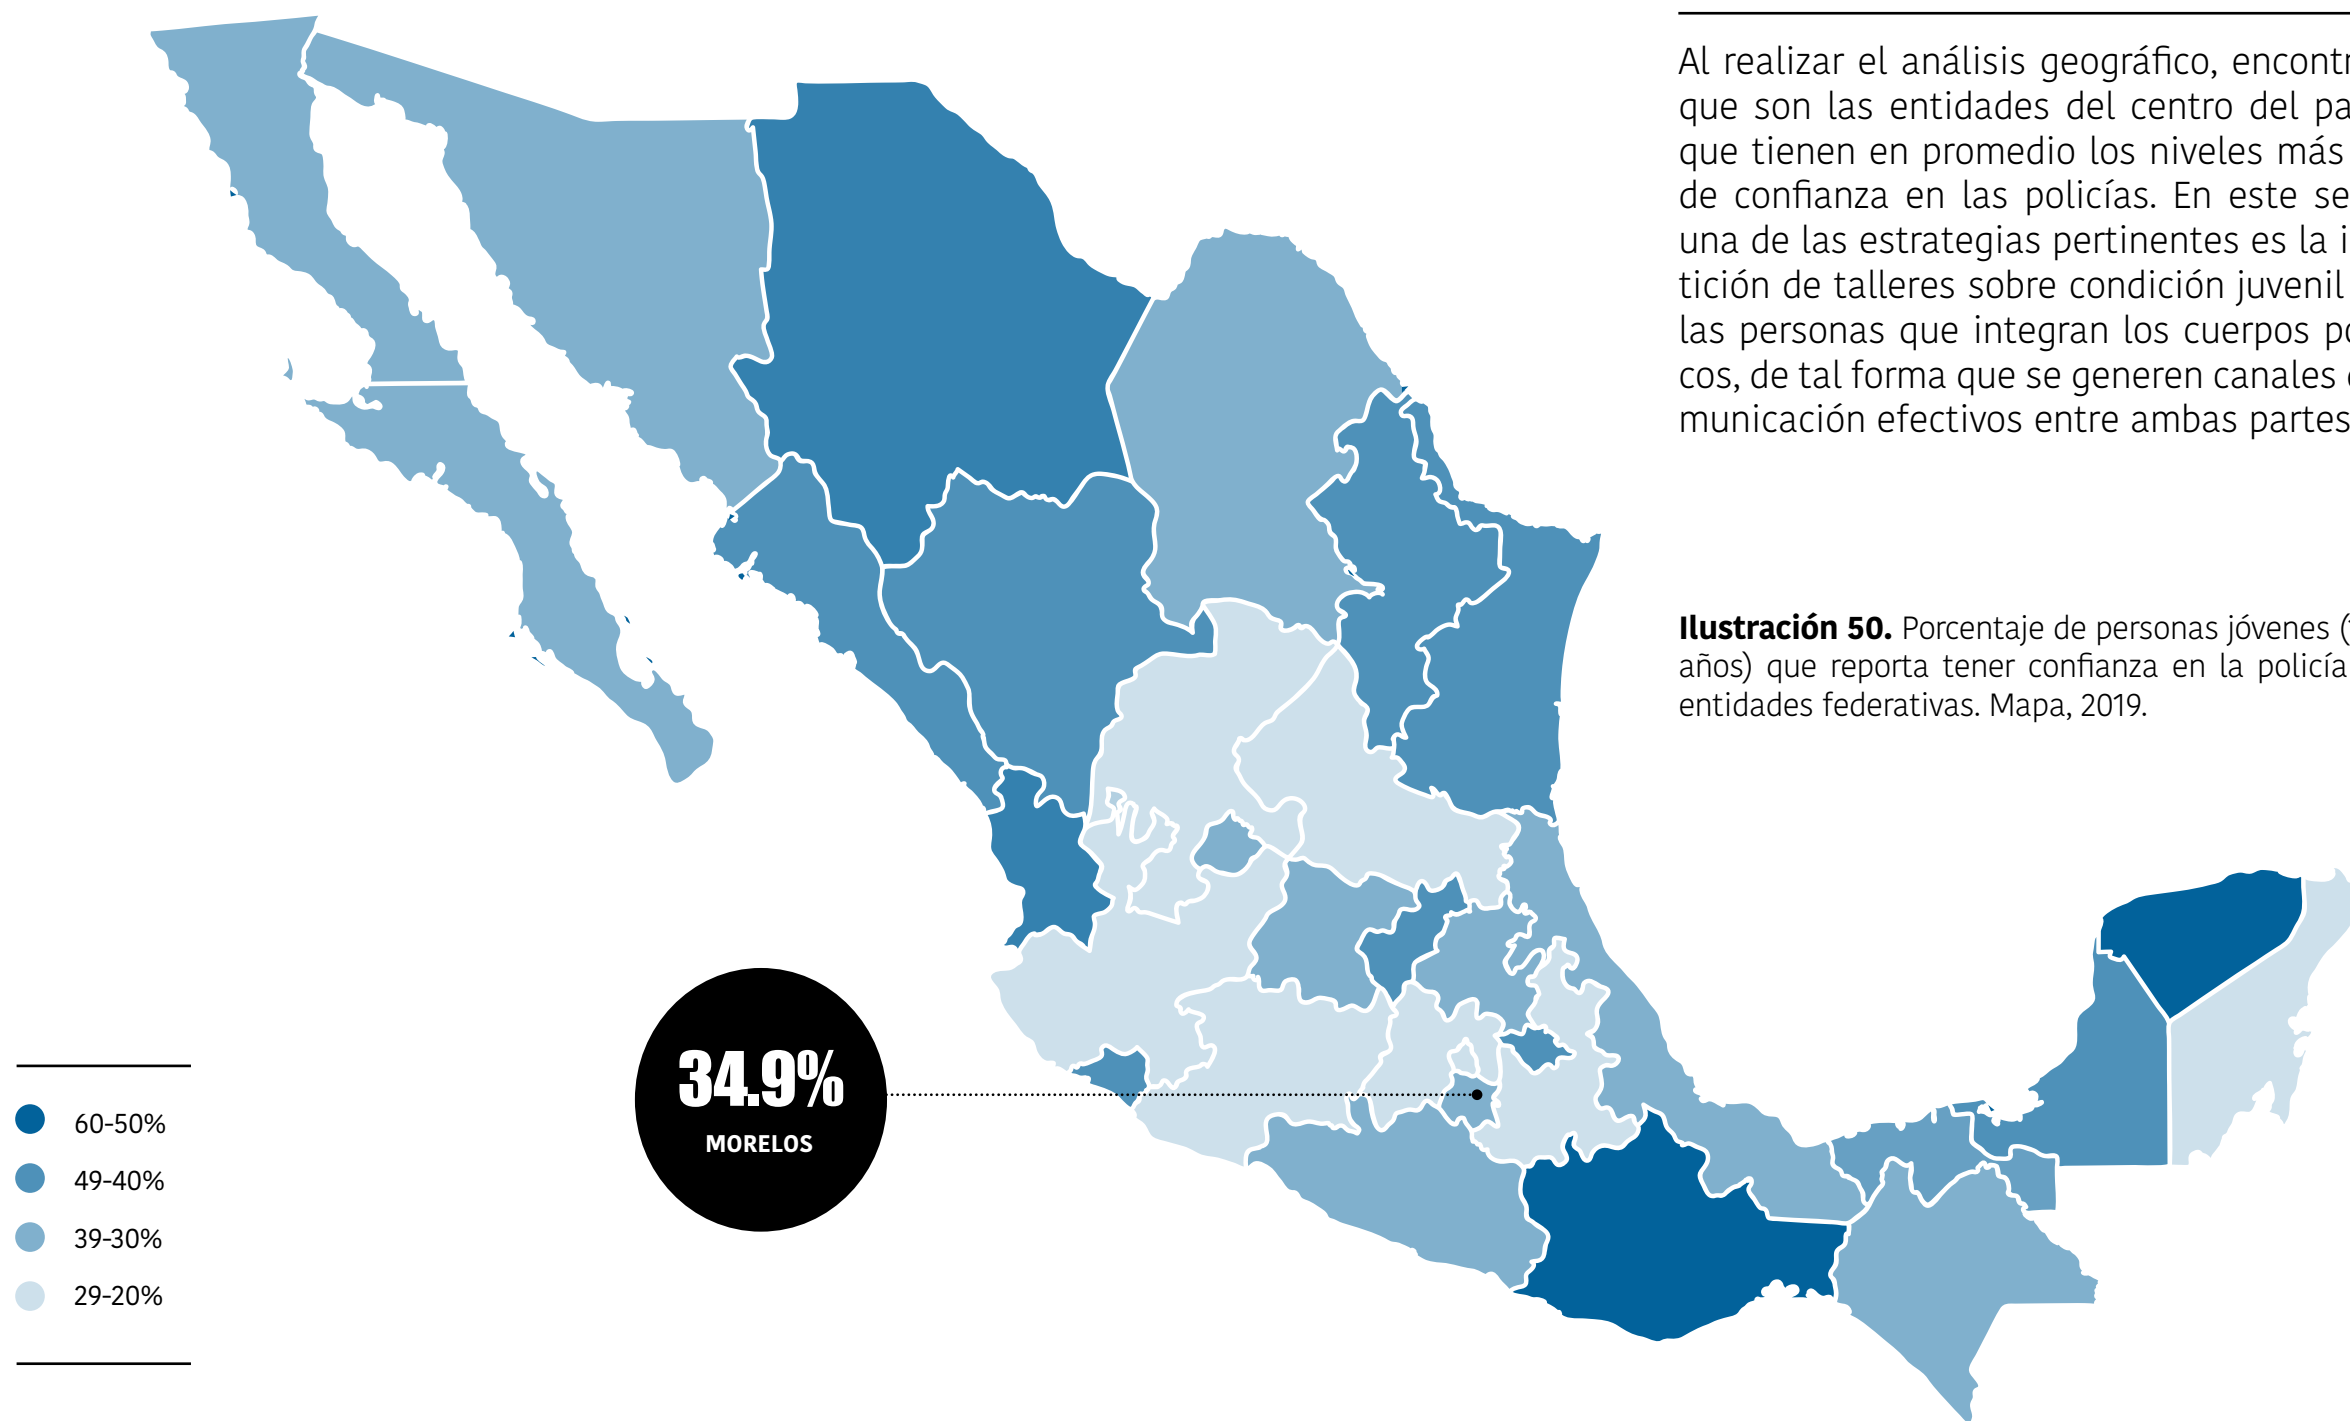 Al realizar el análisis geográfico, encontr
que son las entidades del centro del pa
que tienen en promedio los niveles más
de confianza en las policías. En este se
una de las estrategias pertinentes es la i
tición de talleres sobre condición juvenil
las personas que integran los cuerpos po
cos, de tal forma que se generen canales
municación efectivos entre ambas partes
Ilustración 50. Porcentaje de personas jóvenes (
años) que reporta tener confianza en la policía
entidades federativas. Mapa, 2019.
34.9%
MORELOS
60-50%
49-40%
39-30%
29-20%